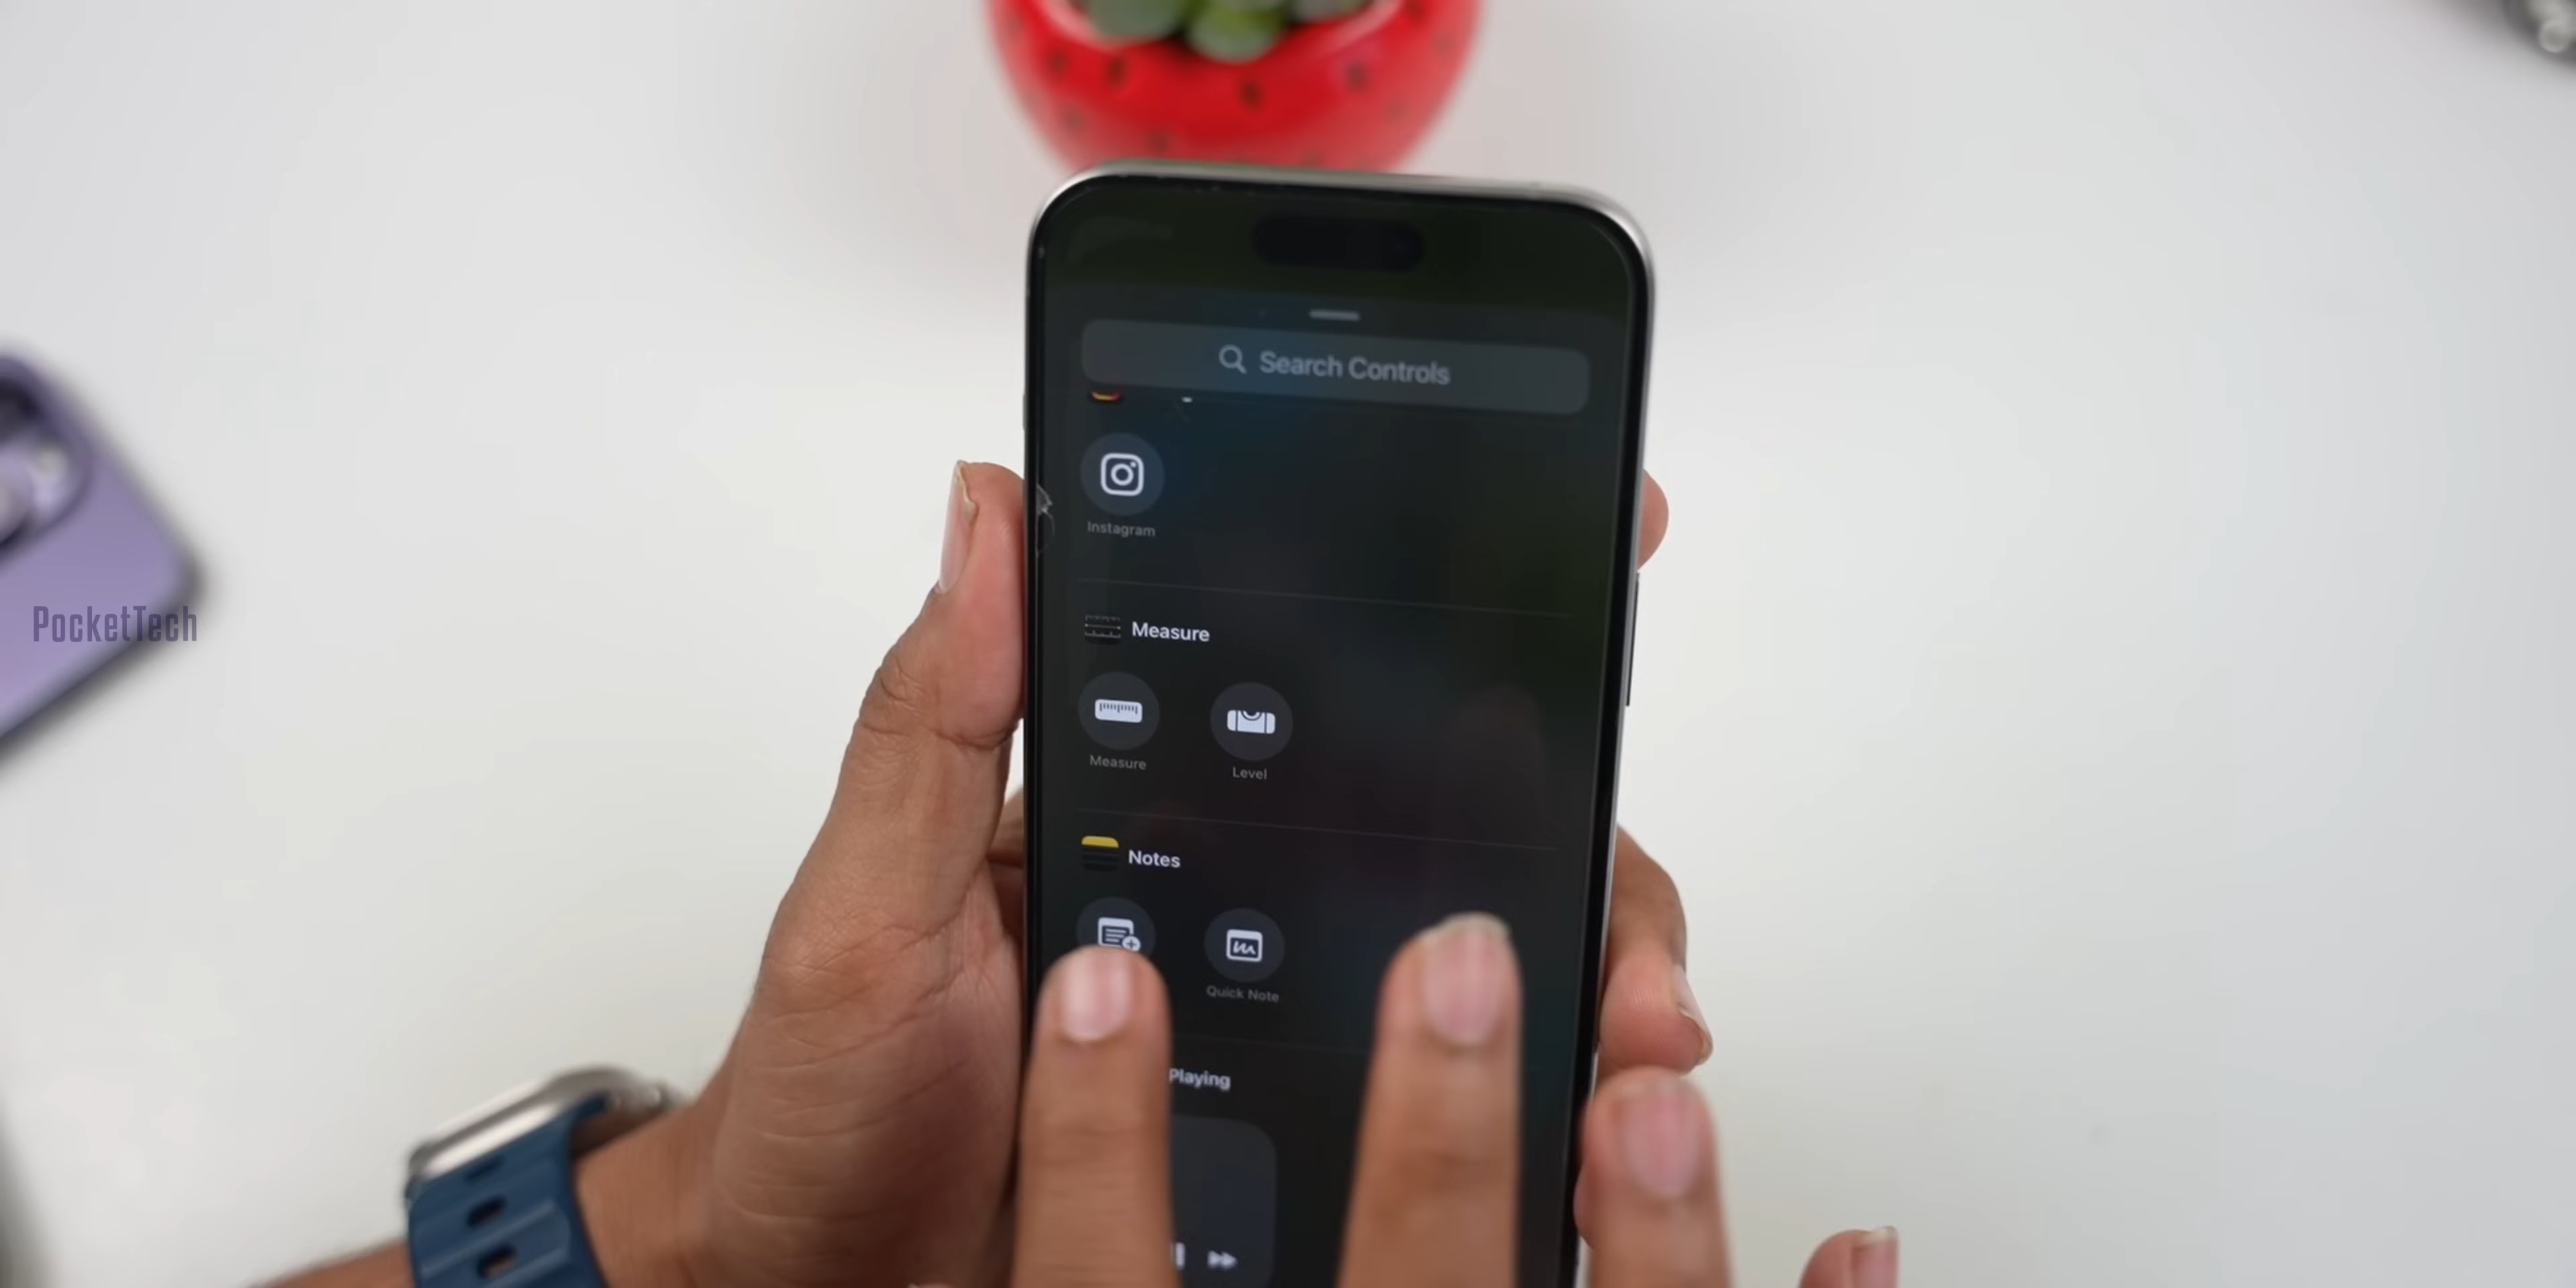 Search Controls
Instagram
Measure
Measure
Level
Notes
Quick Note
Playing
PocketTech